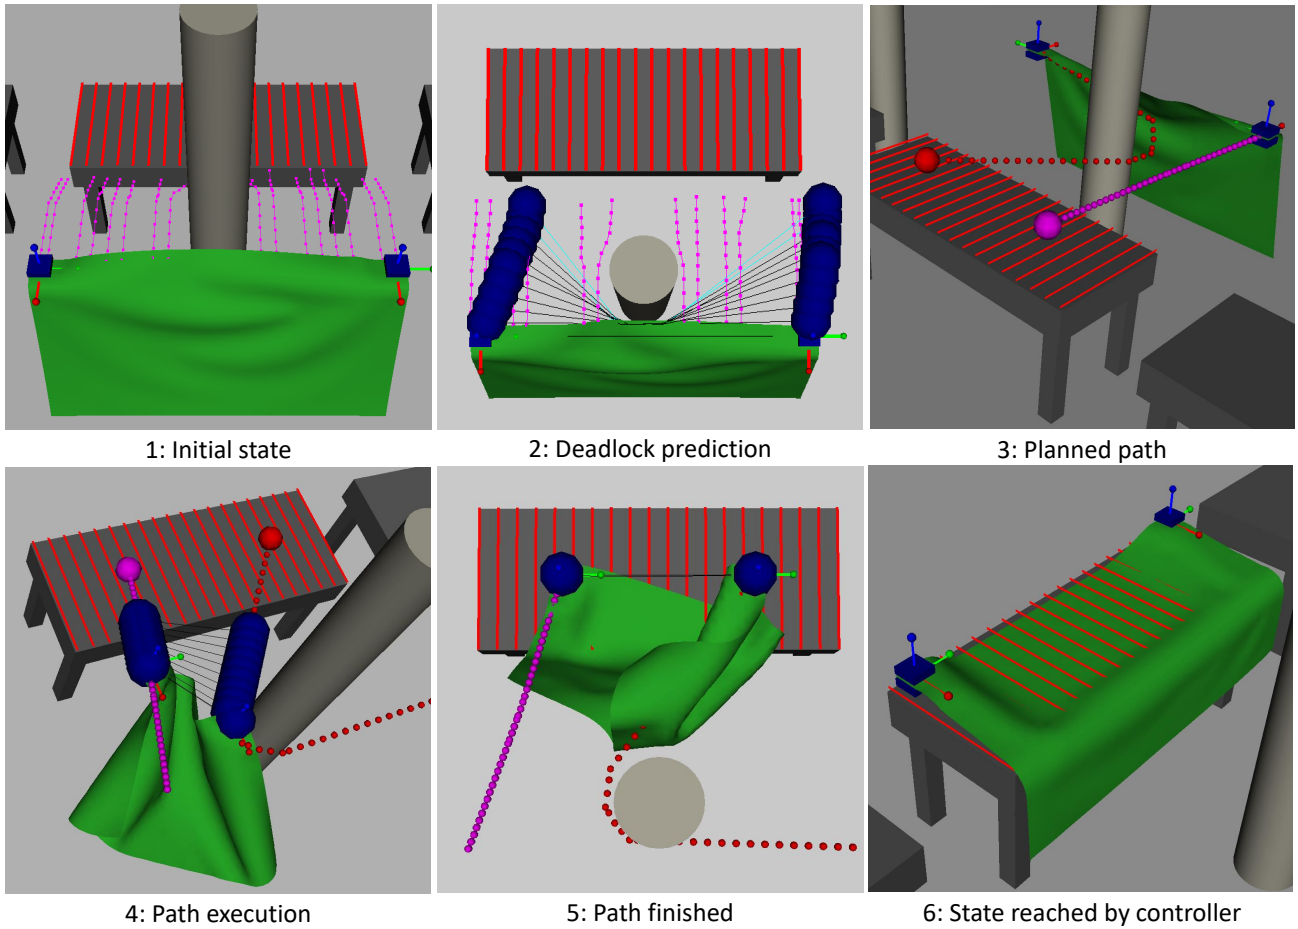 1: Initial state
2: Deadlock prediction
3: Planned path
4: Path execution
5: Path finished
6: State reached by controller